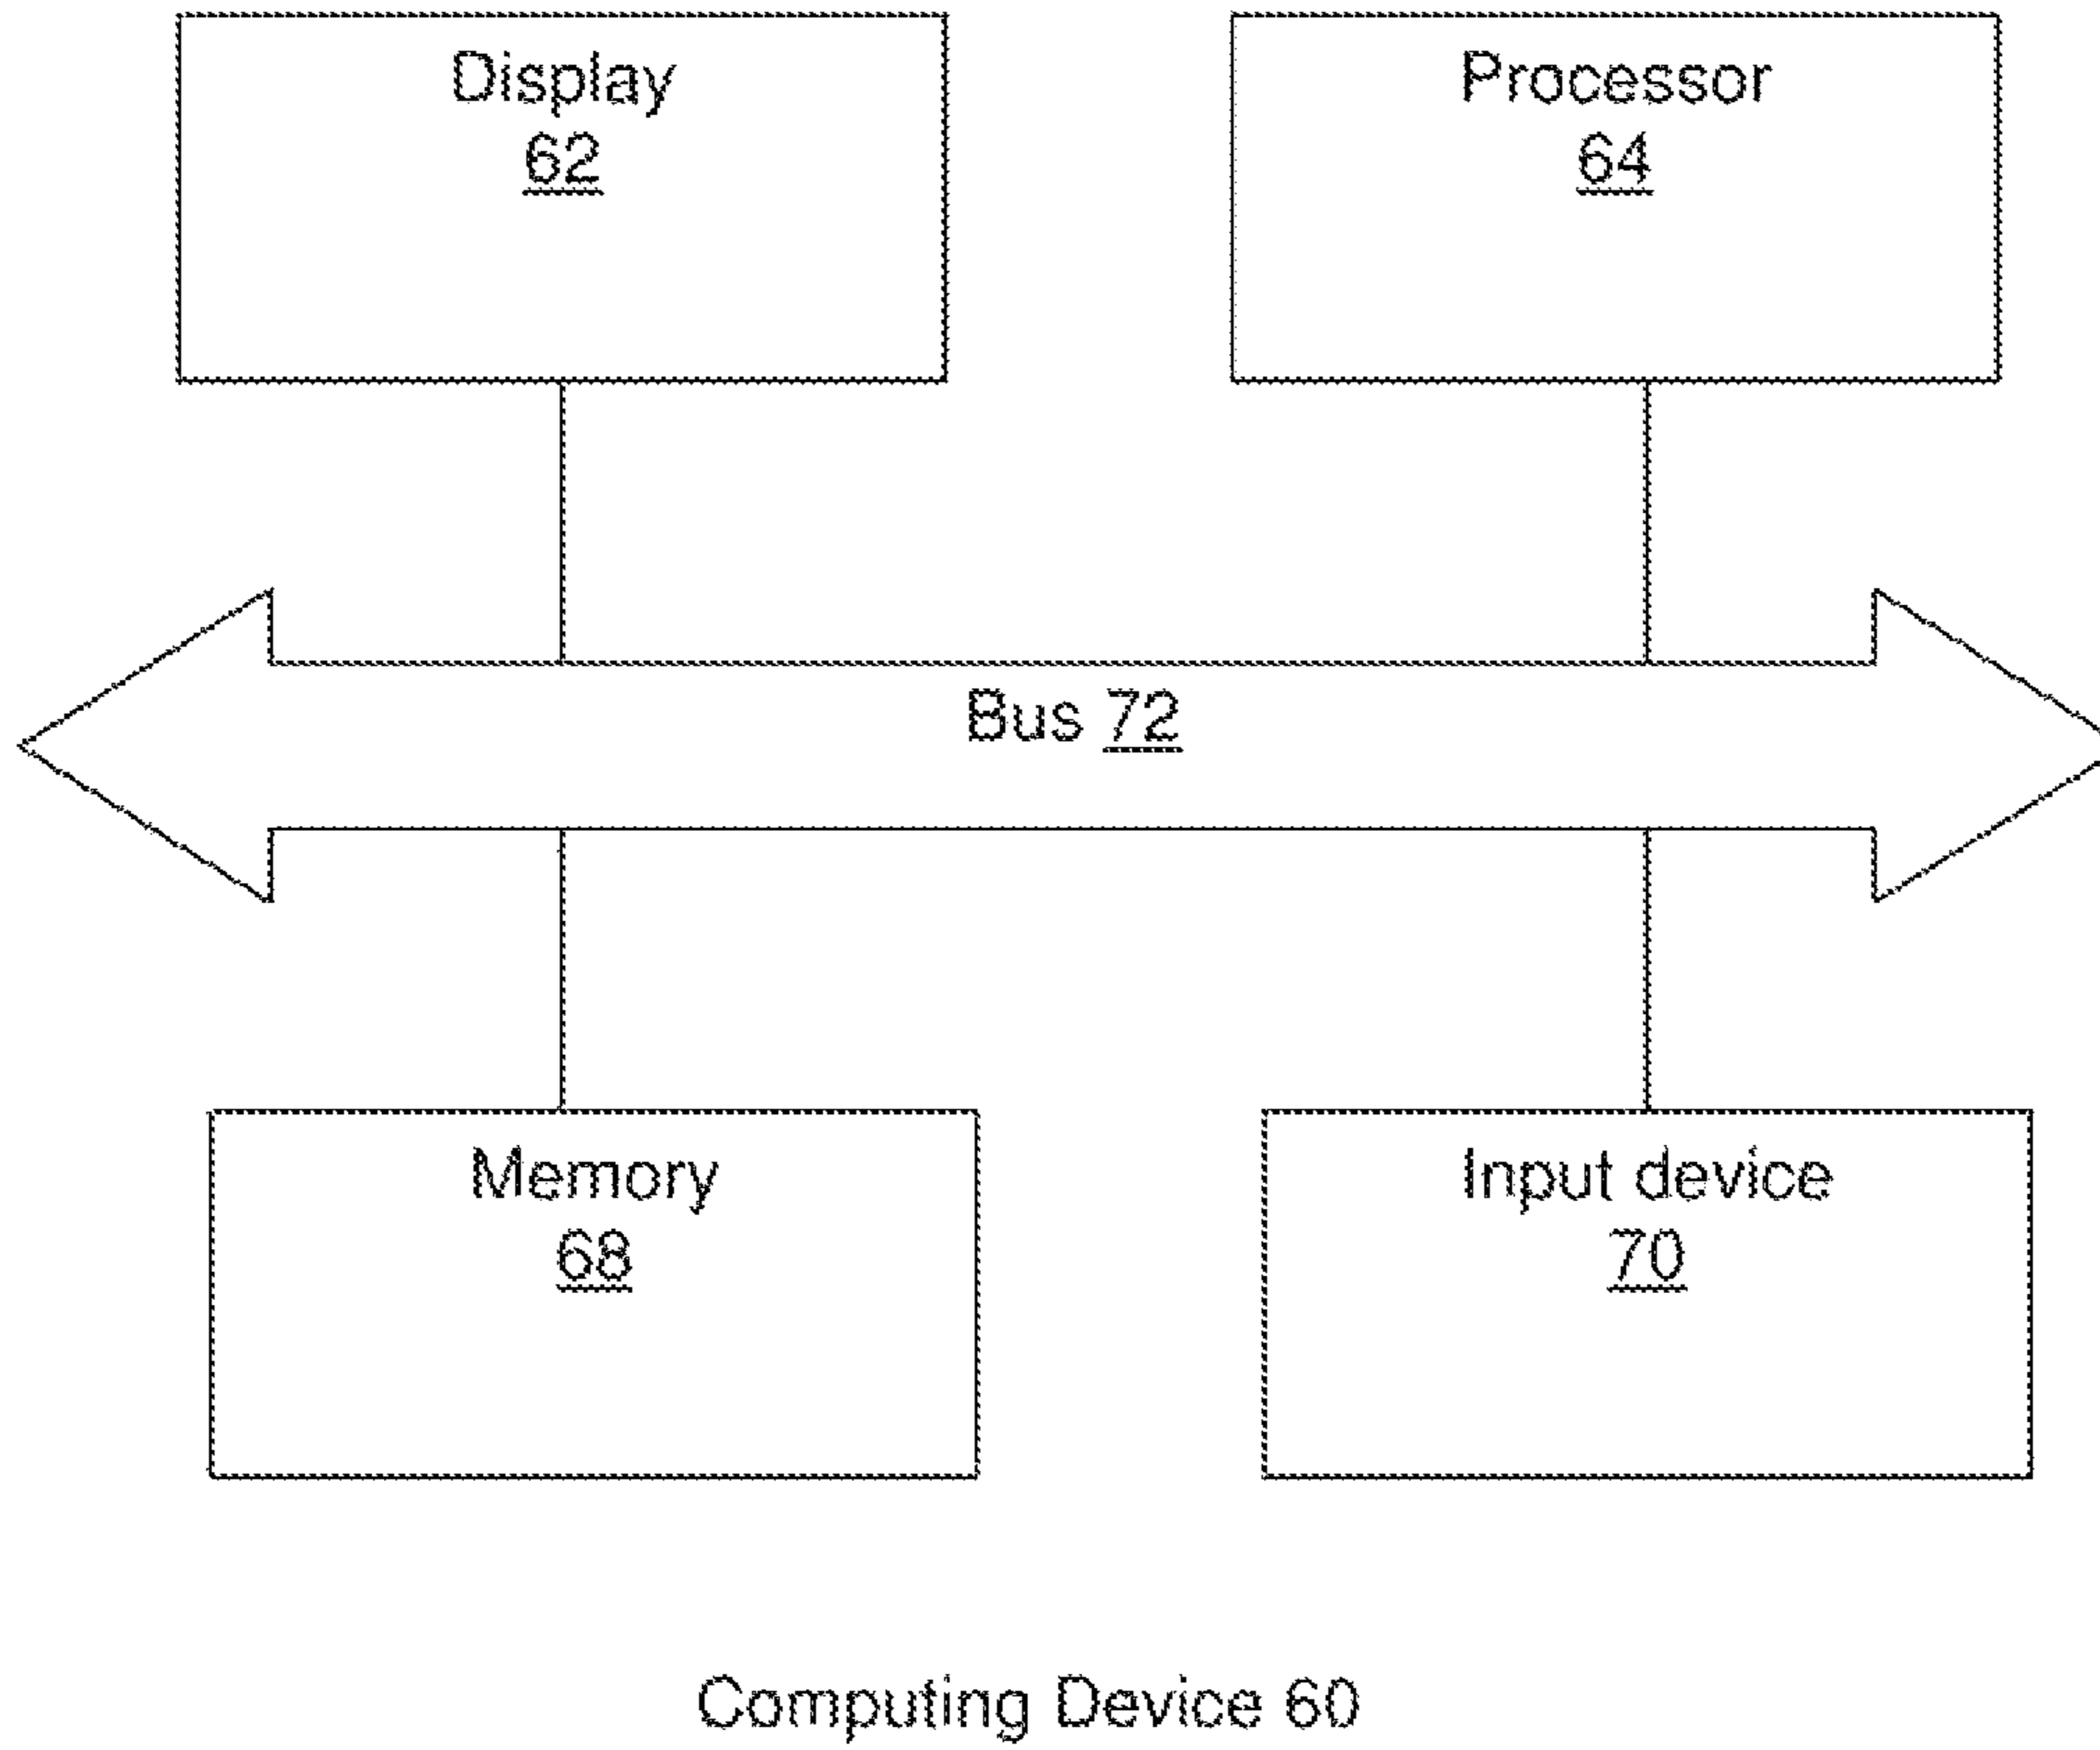 Display
62
Processor
64
Bus 72
Memory
68
Input device
70
Computing Device 60